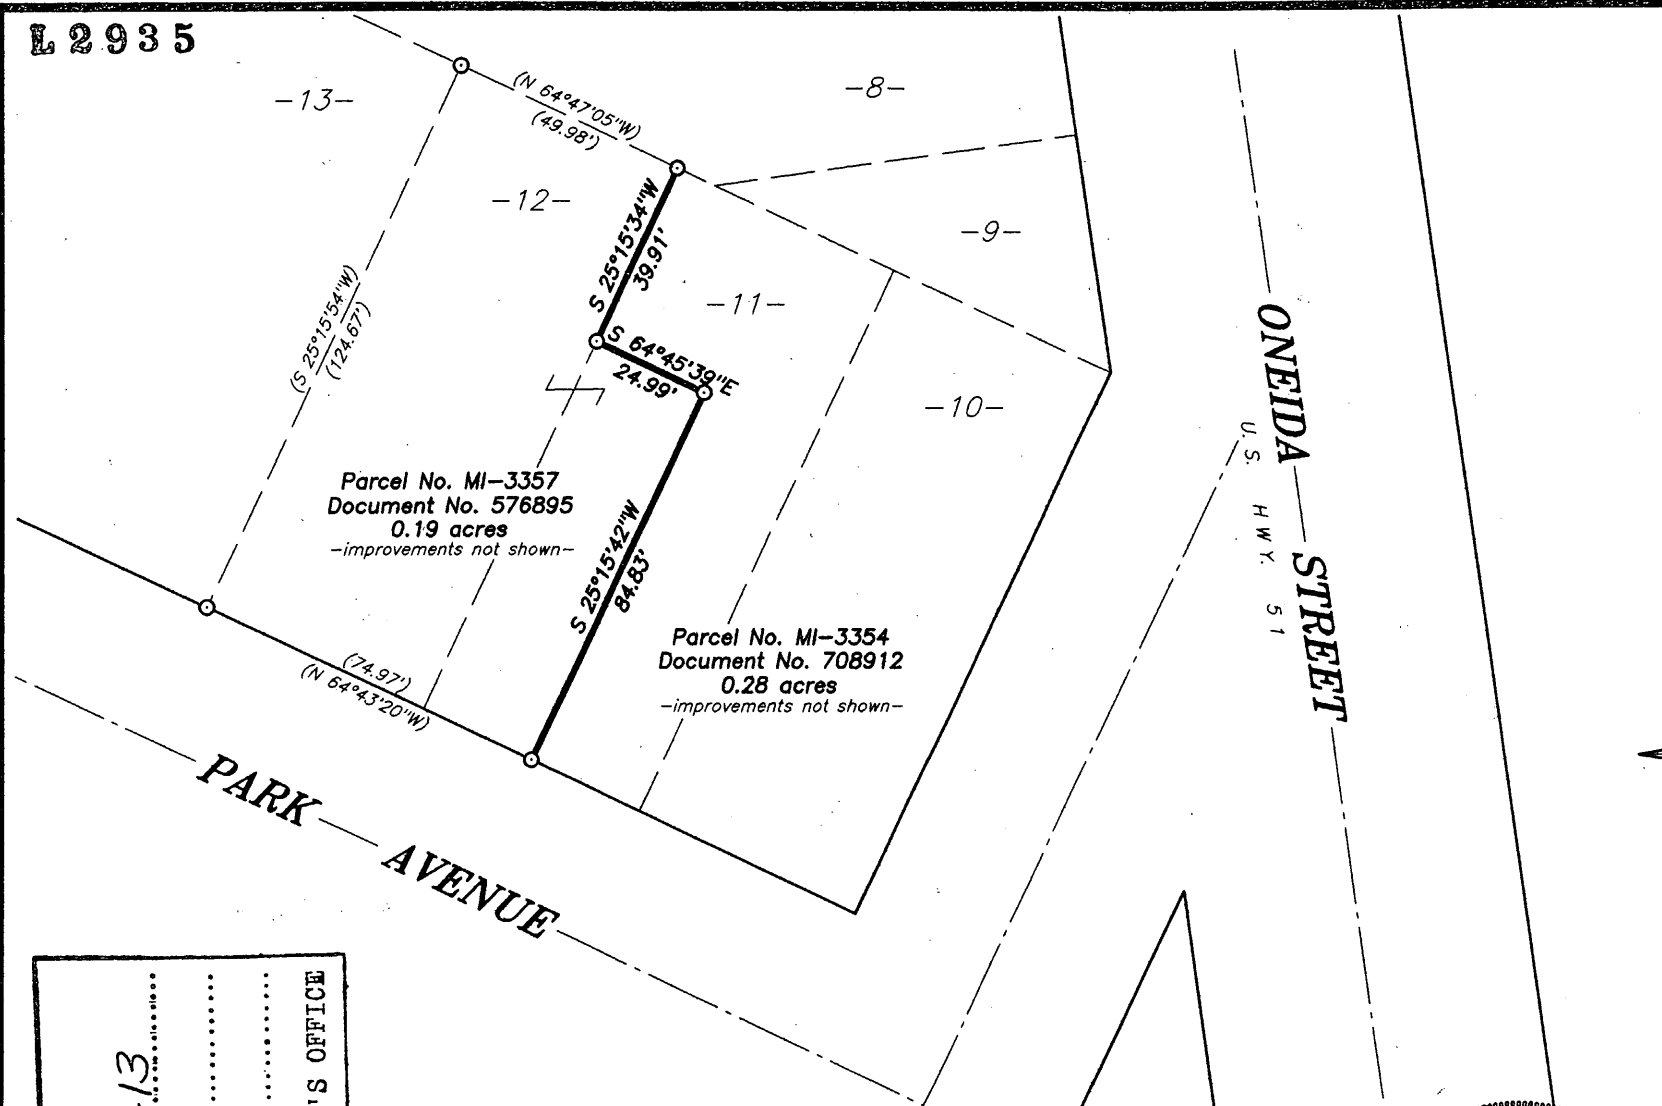 L 2935
-13-
(N 64°47'05"W)
(49.98')
-8-
-12-
S 25°15'34"W
39.91'
-9-
-11-
(S 25°15'54"W)
(124.67')
S 64°45'39"E
24.99'
-10-
ONEIDA STREET
U.S. HWY. 51
Parcel No. MI-3357
Document No. 576895
0.19 acres
-improvements not shown-
S 25°15'42"W
84.83'
Parcel No. MI-3354
Document No. 708912
0.28 acres
-improvements not shown-
(74.97')
(N 64°43'20"W)
PARK AVENUE
'S OFFICE
13